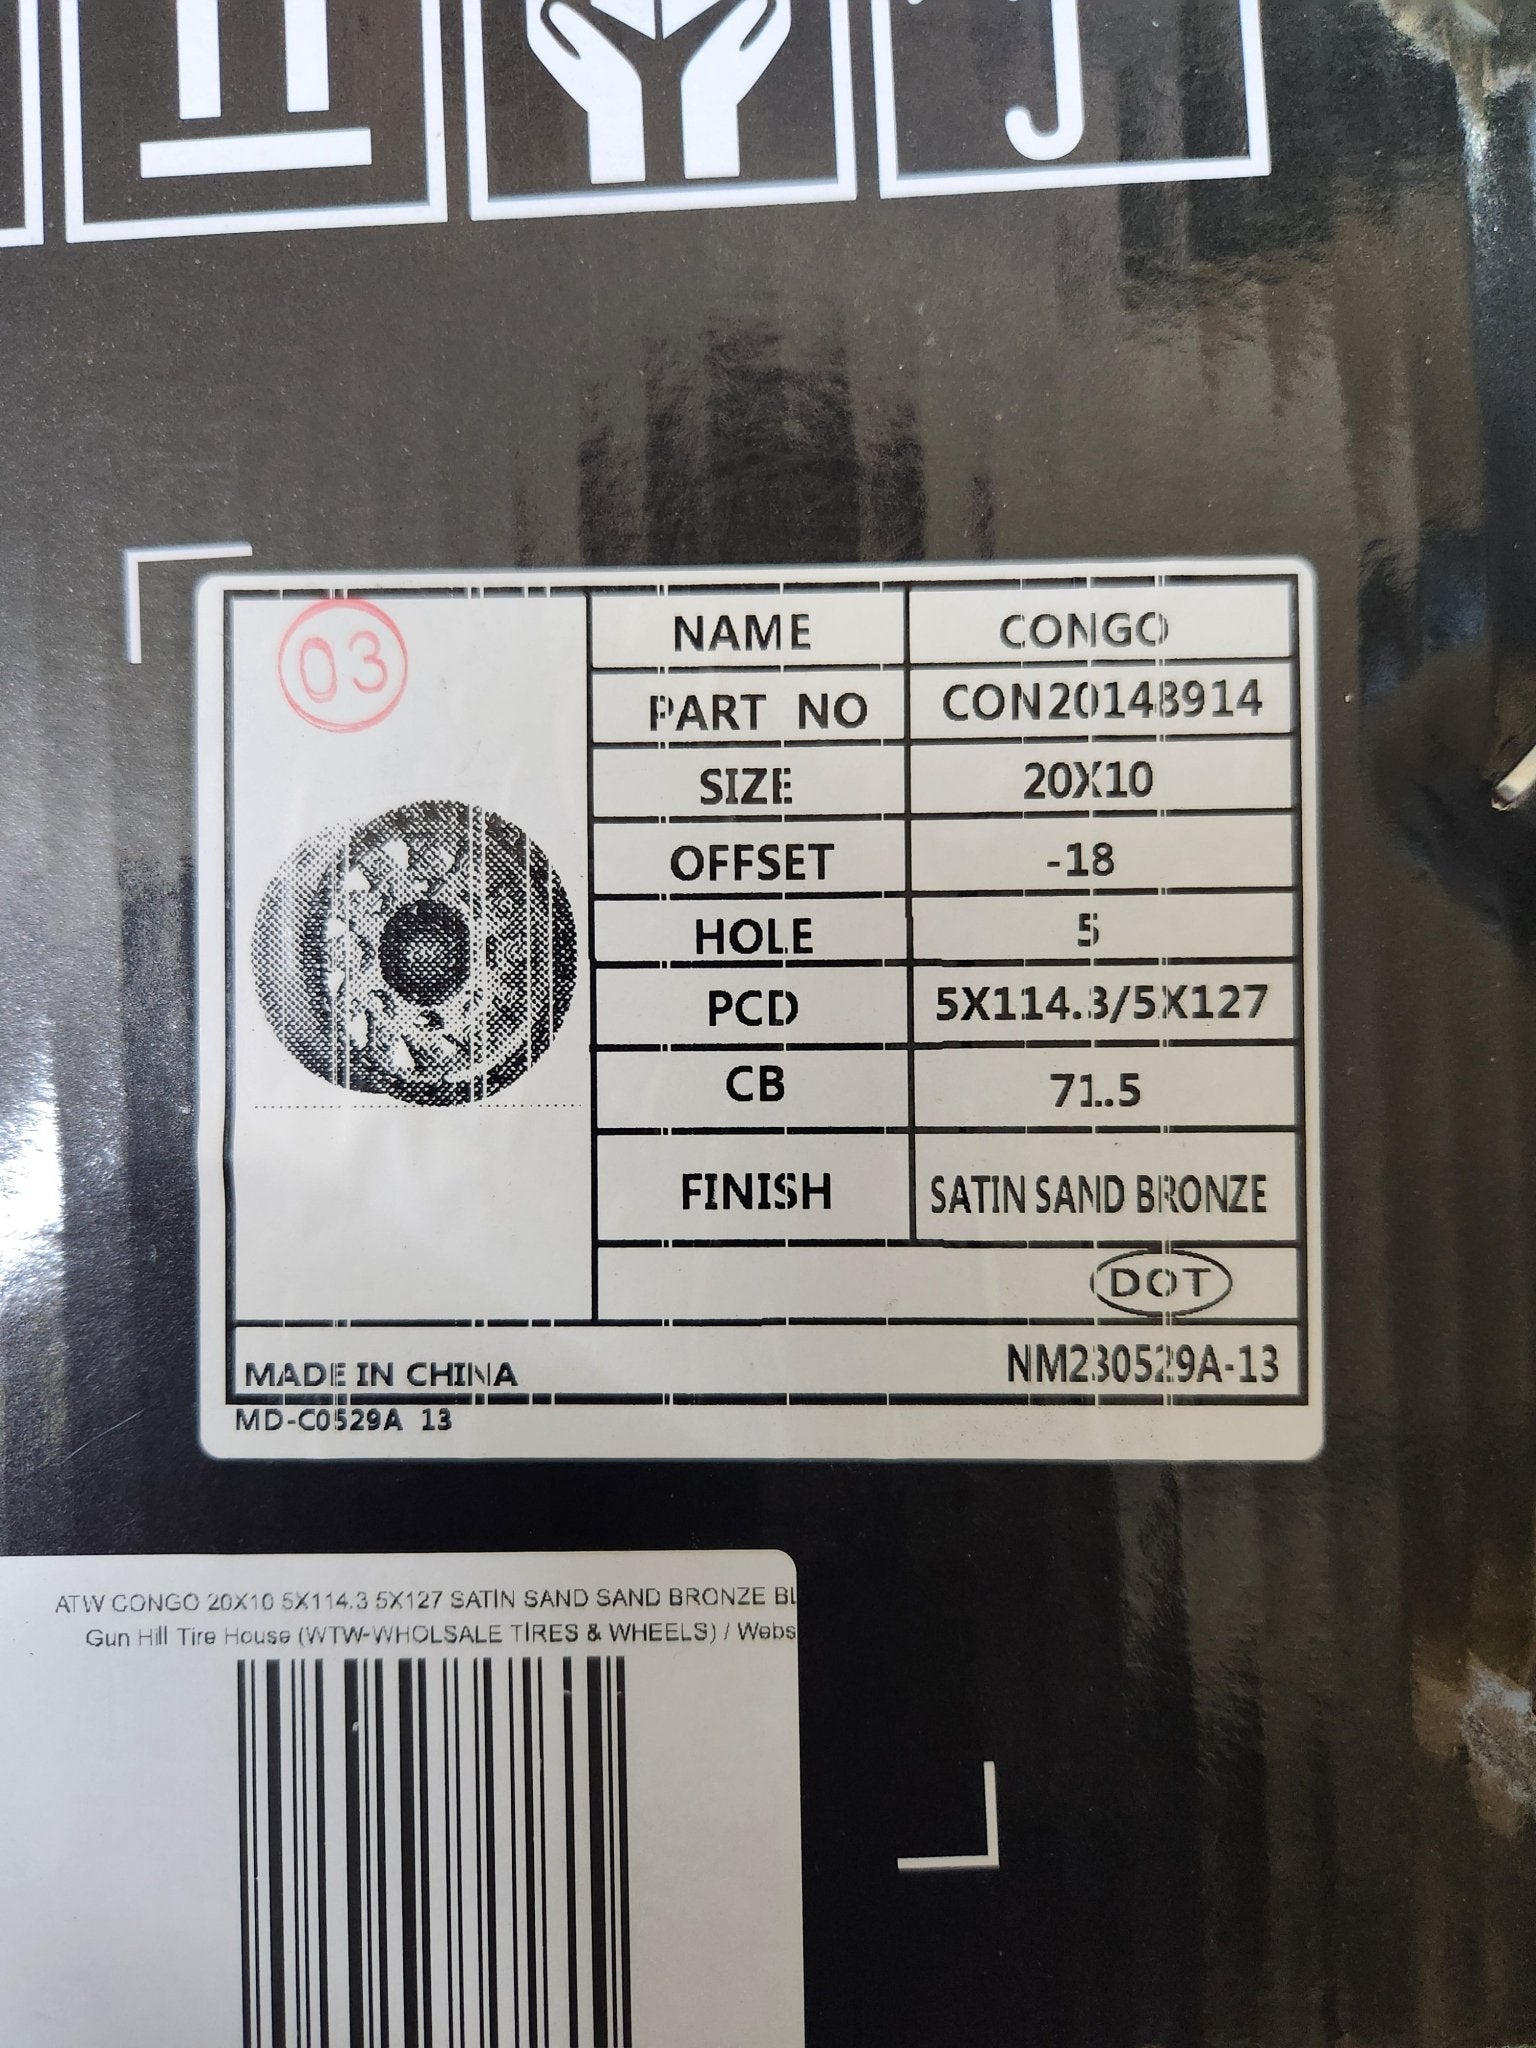 03
NAME CONGO
PART NO CON20148914
SIZE 20X10
OFFSET -18
HOLE 5
PCD 5X114.3/5X127
CB 71.5
FINISH SATIN SAND BRONZE
DOT
MADE IN CHINA NM230529A-13
MD-C0529A 13
ATW CONGO 20X10 5X114.3 5X127 SATIN SAND SAND BRONZE BL
Gun Hill Tire House (WTW-WHOLSALE TIRES & WHEELS) / Webs